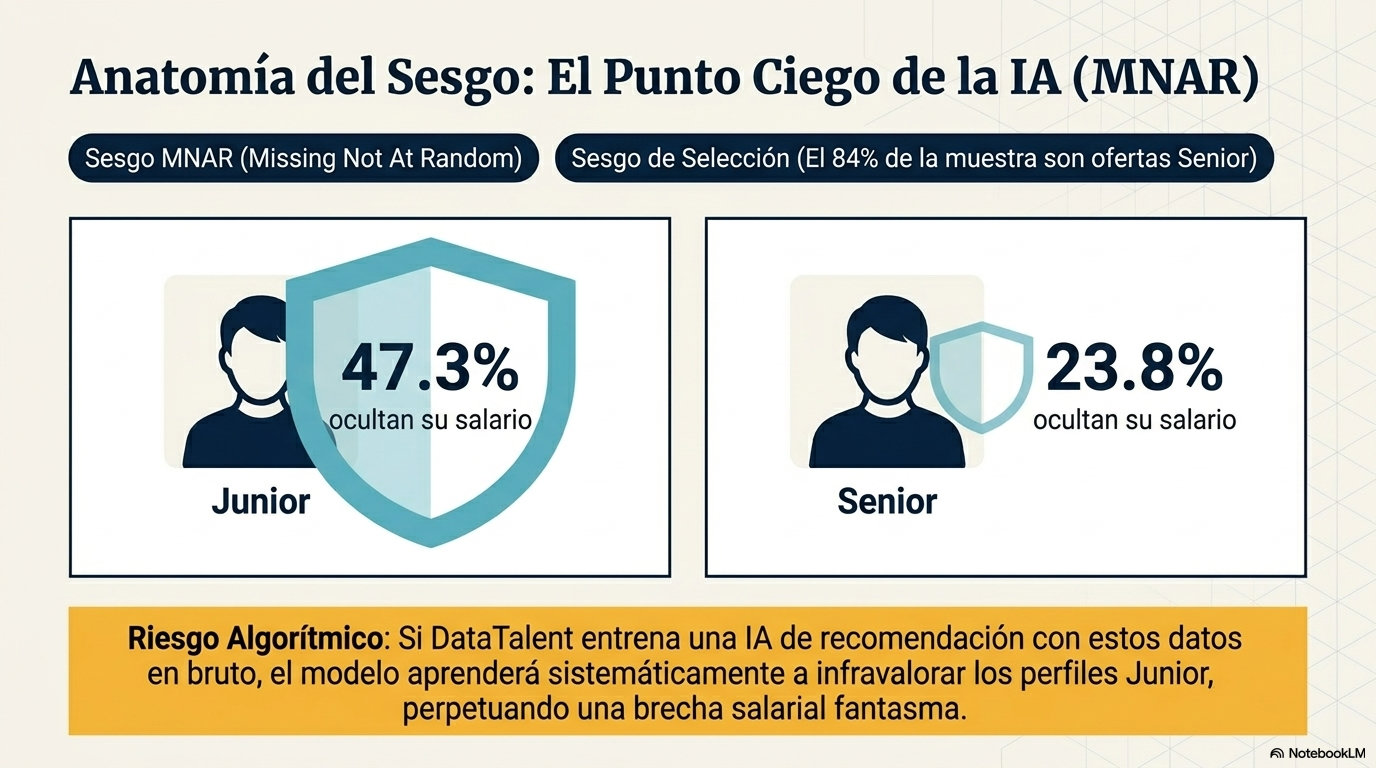 Anatomía del Sesgo: El Punto Ciego de la IA (MNAR)
Sesgo MNAR (Missing Not At Random)
Sesgo de Selección (El 84% de la muestra son ofertas Senior)
47.3%
ocultan su salario
Junior
23.8%
ocultan su salario
Senior
Riesgo Algorítmico: Si DataTalent entrena una IA de recomendación con estos datos
en bruto, el modelo aprenderá sistemáticamente a infravalorar los perfiles Junior,
perpetuando una brecha salarial fantasma.
NotebookLM